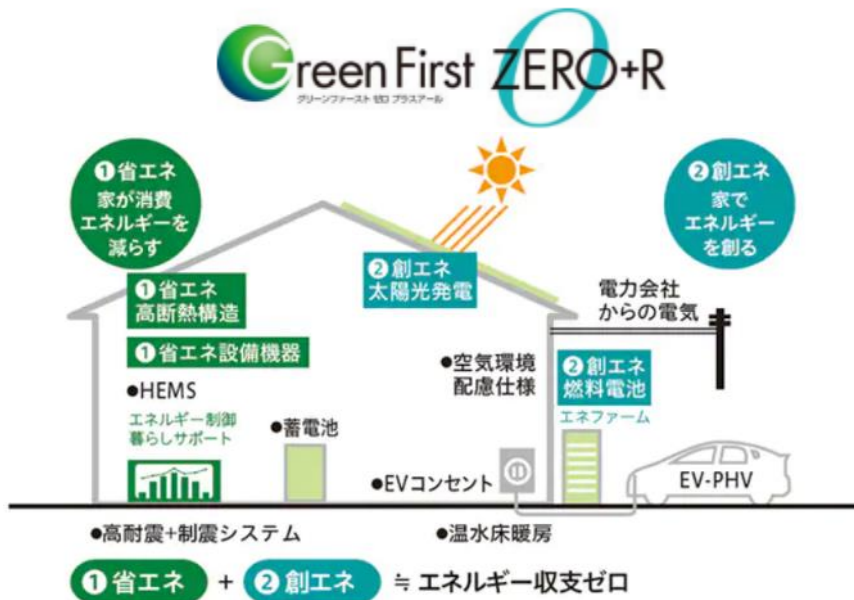 Green First ZERO+R
グリーンファースト ゼロ プラスアール
❶省エネ
家が消費
エネルギーを
減らす
❷創エネ
家で
エネルギー
を創る
❷創エネ
太陽光発電
❶省エネ
高断熱構造
電力会社
からの電気
❶省エネ設備機器
●空気環境
配慮仕様
❷創エネ
燃料電池
エネファーム
●HEMS
エネルギー制御
暮らしサポート
●蓄電池
●EVコンセント
EV-PHV
●高耐震+制震システム
●温水床暖房
❶省エネ + ❷創エネ ≒ エネルギー収支ゼロ